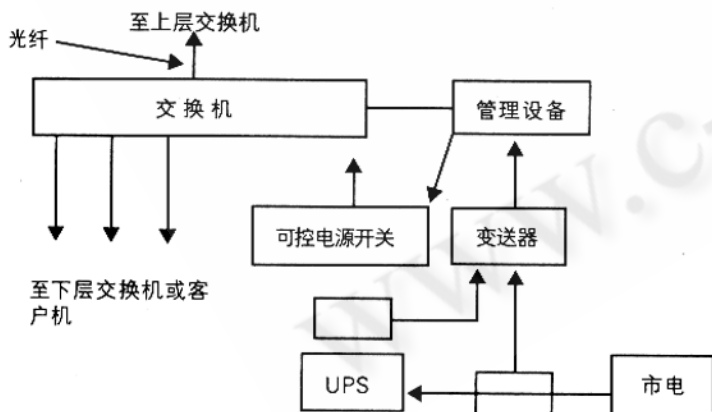 至上层交换机
光纤
交换机
管理设备
可控电源开关
变送器
至下层交换机或客
户机
UPS
市电
www.c-